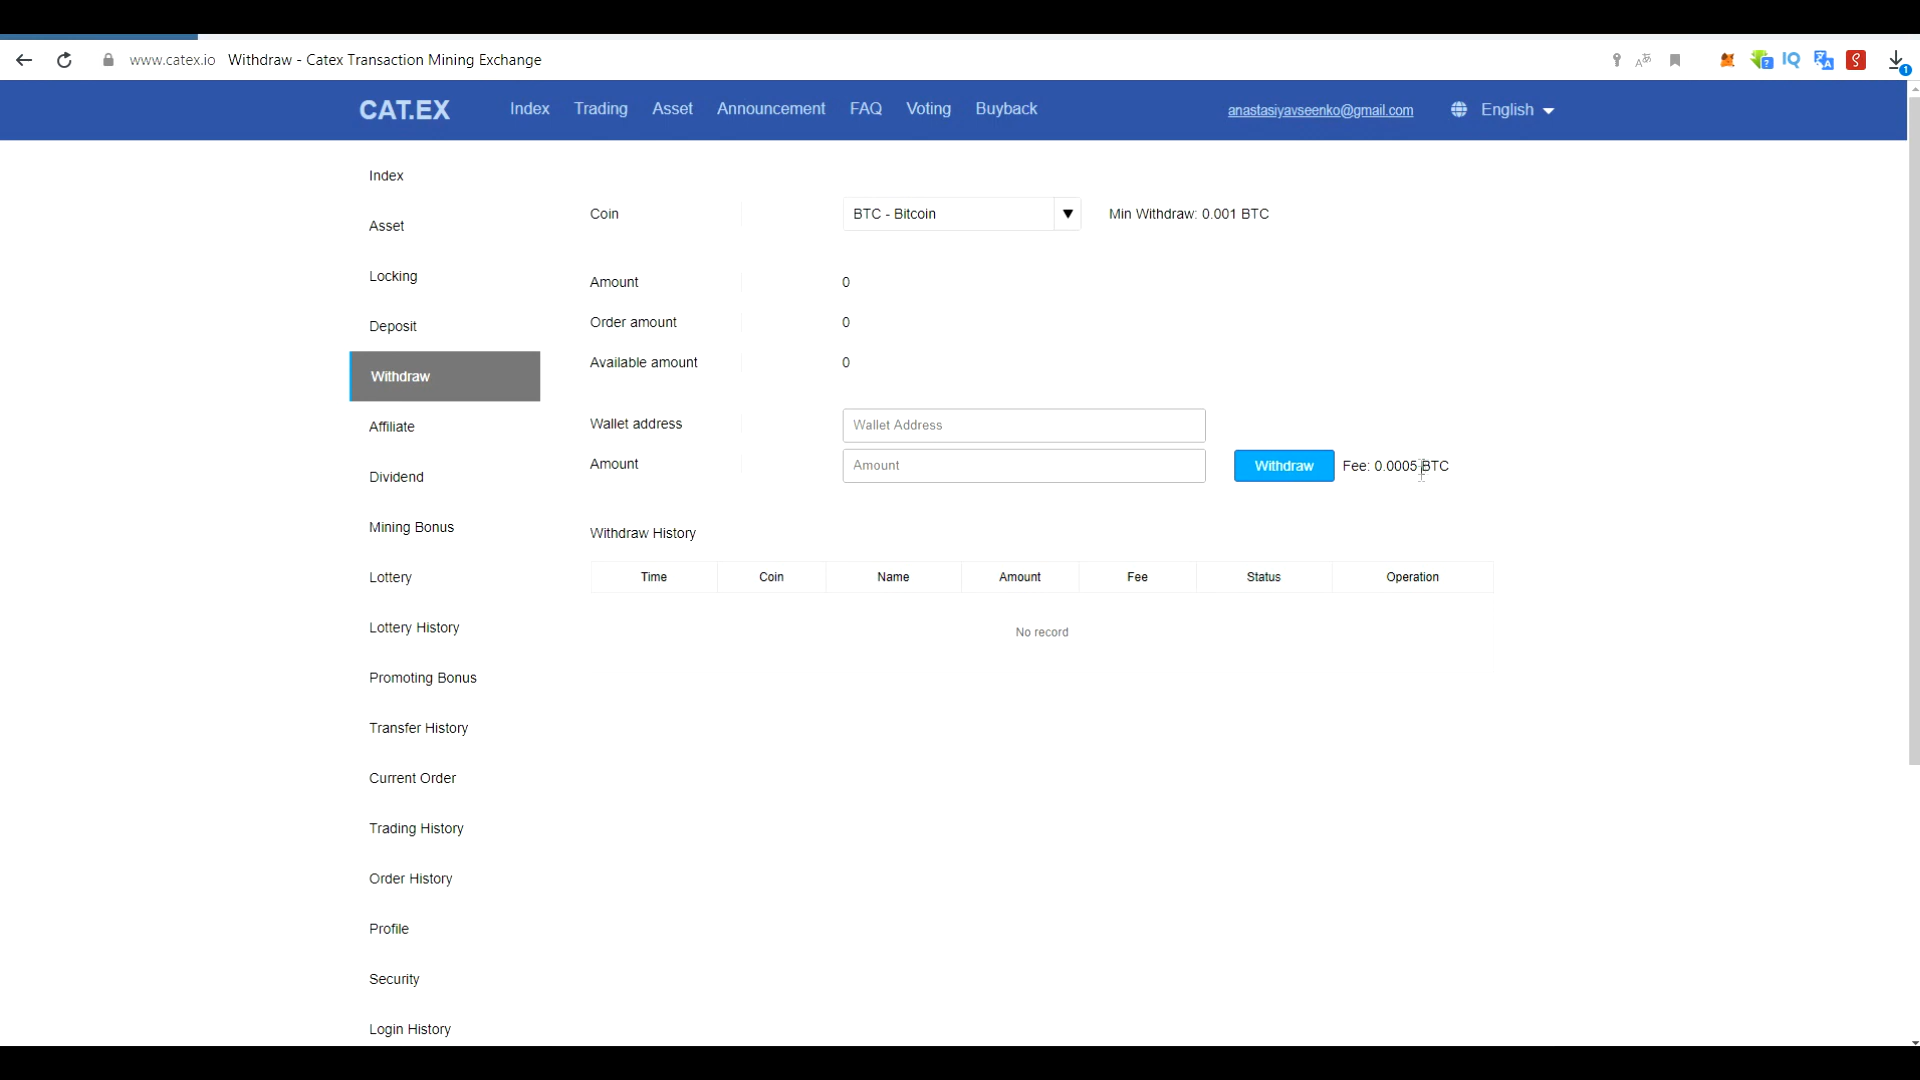 www.catex.io Withdraw - Catex Transaction Mining Exchange
CAT.EX Index Trading Asset Announcement FAQ Voting Buyback anastasiyavseenko@gmail.com English
Index
Coin BTC - Bitcoin Min Withdraw: 0.001 BTC
Asset
Locking
Amount 0
Deposit
Order amount 0
Available amount 0
Withdraw
Affiliate
Wallet address Wallet Address
Amount Amount Withdraw Fee: 0.0005 BTC
Dividend
Mining Bonus
Withdraw History
Lottery
Time Coin Name Amount Fee Status Operation
Lottery History
No record
Promoting Bonus
Transfer History
Current Order
Trading History
Order History
Profile
Security
Login History